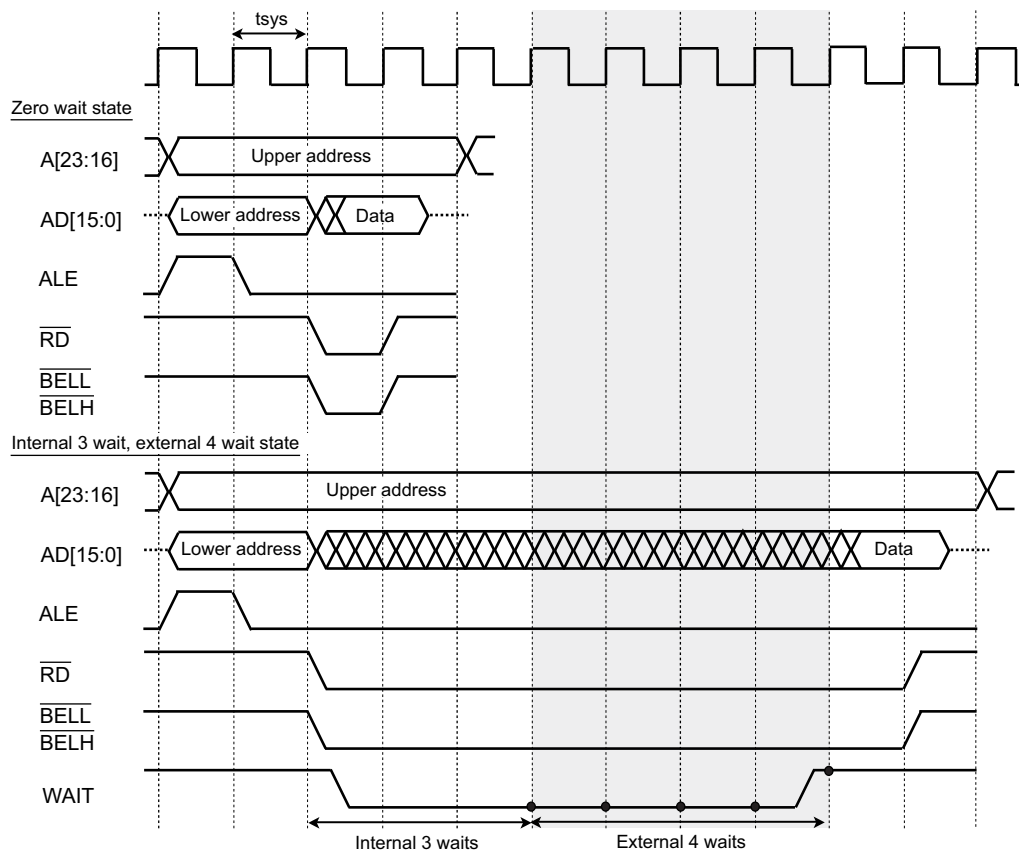 tsys
Zero wait state
A[23:16]
Upper address
AD[15:0]
Lower address
Data
ALE
RD
BELL
BELH
Internal 3 wait, external 4 wait state
A[23:16]
Upper address
AD[15:0]
Lower address
Data
ALE
RD
BELL
BELH
WAIT
Internal 3 waits
External 4 waits